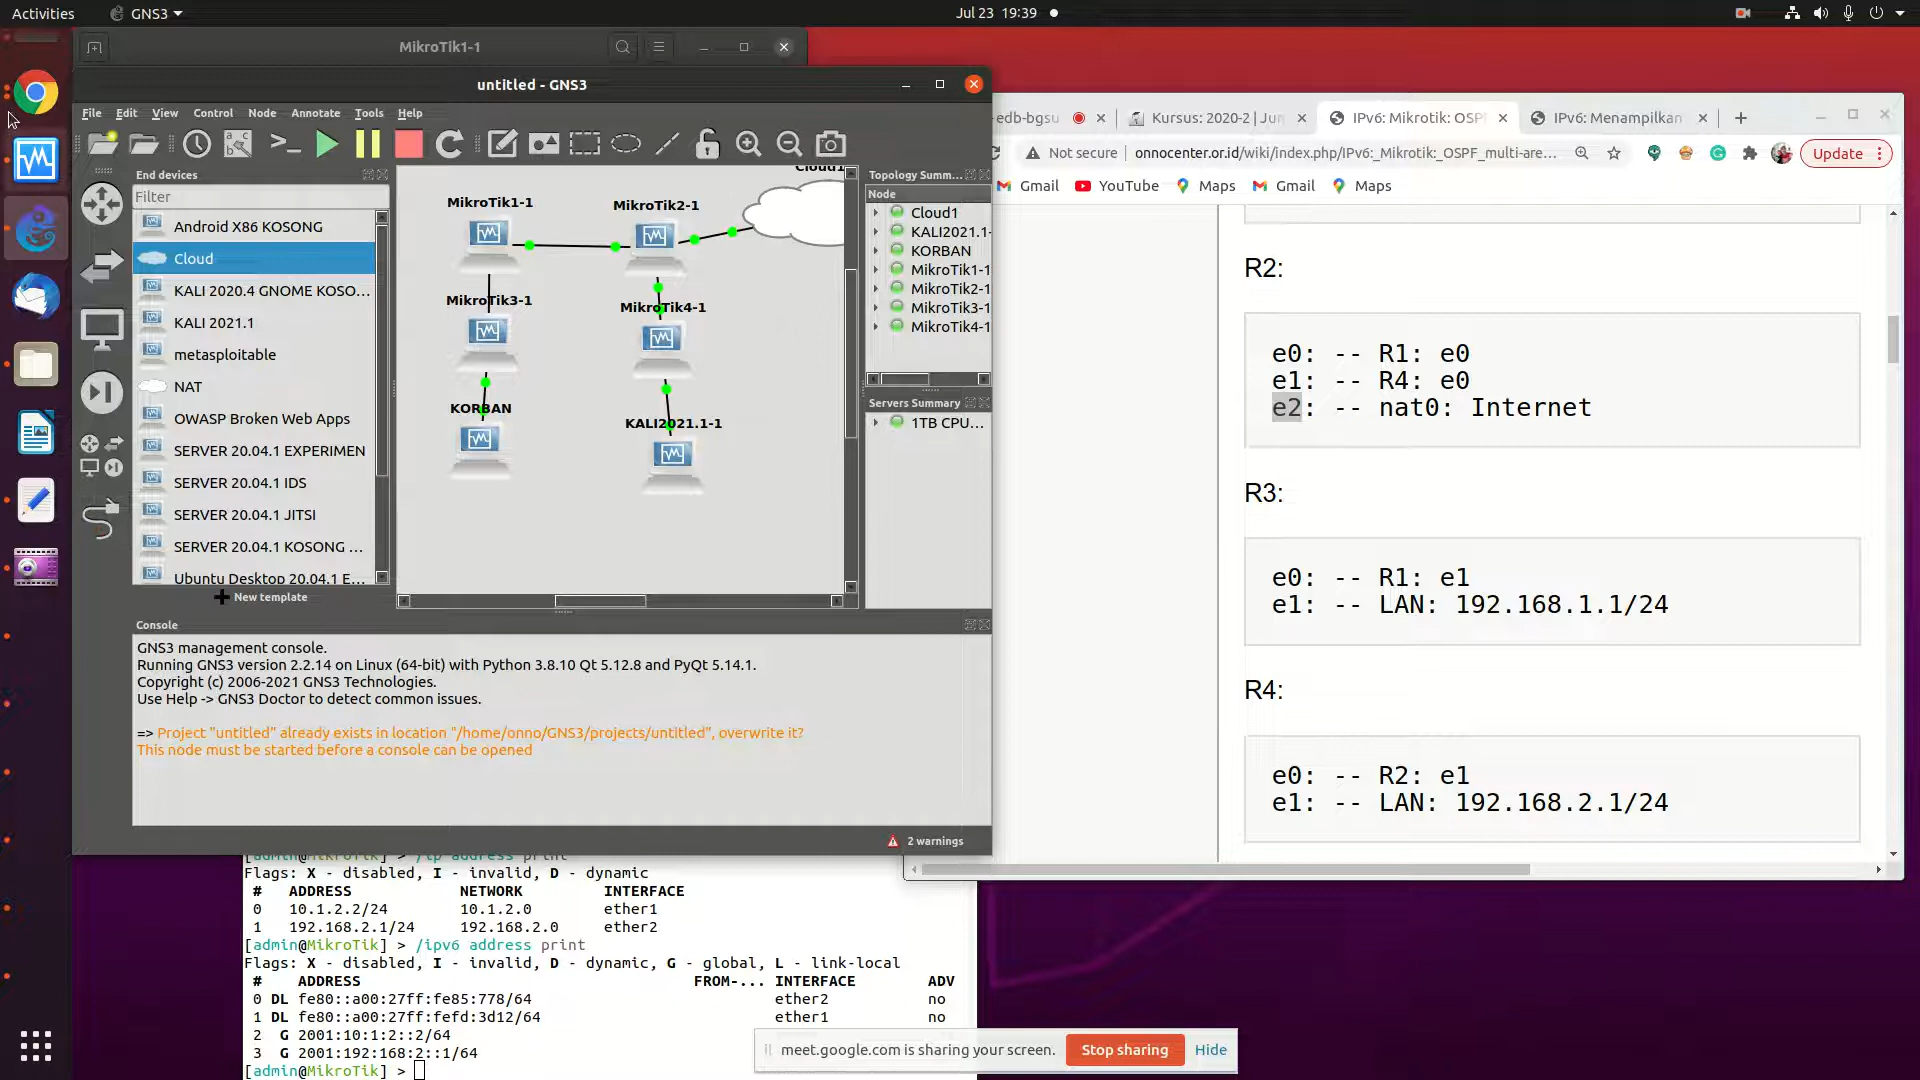 Activities
GNS3
Jul 23 19:39
MikroTik1-1
untitled - GNS3
File Edit View Control Node Annotate Tools Help
End devices
Filter
Android X86 KOSONG
Cloud
KALI 2020.4 GNOME KOSO...
KALI 2021.1
metasploitable
NAT
OWASP Broken Web Apps
SERVER 20.04.1 EXPERIMEN
SERVER 20.04.1 IDS
SERVER 20.04.1 JITSI
SERVER 20.04.1 KOSONG ...
Ubuntu Desktop 20.04.1 E...
New template
Cloud1
MikroTik1-1
MikroTik2-1
MikroTik3-1
MikroTik4-1
KORBAN
KALI2021.1-1
Topology Summ...
Node
Cloud1
KALI2021.1-
KORBAN
MikroTik1-1
MikroTik2-1
MikroTik3-1
MikroTik4-1
Servers Summary
1TB CPU...
Console
GNS3 management console.
Running GNS3 version 2.2.14 on Linux (64-bit) with Python 3.8.10 Qt 5.12.8 and PyQt 5.14.1.
Copyright (c) 2006-2021 GNS3 Technologies.
Use Help -> GNS3 Doctor to detect common issues.
=> Project "untitled" already exists in location "/home/onno/GNS3/projects/untitled", overwrite it?
This node must be started before a console can be opened
2 warnings
-edb-bgsu
Kursus: 2020-2 | Jun
IPv6: Mikrotik: OSPF
IPv6: Menampilkan
Not secure
onnocenter.or.id/wiki/index.php/IPv6:_Mikrotik:_OSPF_multi-are...
Update
Gmail YouTube Maps Gmail Maps
R2:
e0: -- R1: e0
e1: -- R4: e0
e2: -- nat0: Internet
R3:
e0: -- R1: e1
e1: -- LAN: 192.168.1.1/24
R4:
e0: -- R2: e1
e1: -- LAN: 192.168.2.1/24
[admin@MikroTik] > /ip address print
Flags: X - disabled, I - invalid, D - dynamic
# ADDRESS NETWORK INTERFACE
0 10.1.2.2/24 10.1.2.0 ether1
1 192.168.2.1/24 192.168.2.0 ether2
[admin@MikroTik] > /ipv6 address print
Flags: X - disabled, I - invalid, D - dynamic, G - global, L - link-local
# ADDRESS FROM-... INTERFACE ADV
0 DL fe80::a00:27ff:fe85:778/64 ether2 no
1 DL fe80::a00:27ff:fefd:3d12/64 ether1 no
2 G 2001:10:1:2::2/64
3 G 2001:192:168:2::1/64
[admin@MikroTik] >
meet.google.com is sharing your screen.
Stop sharing
Hide